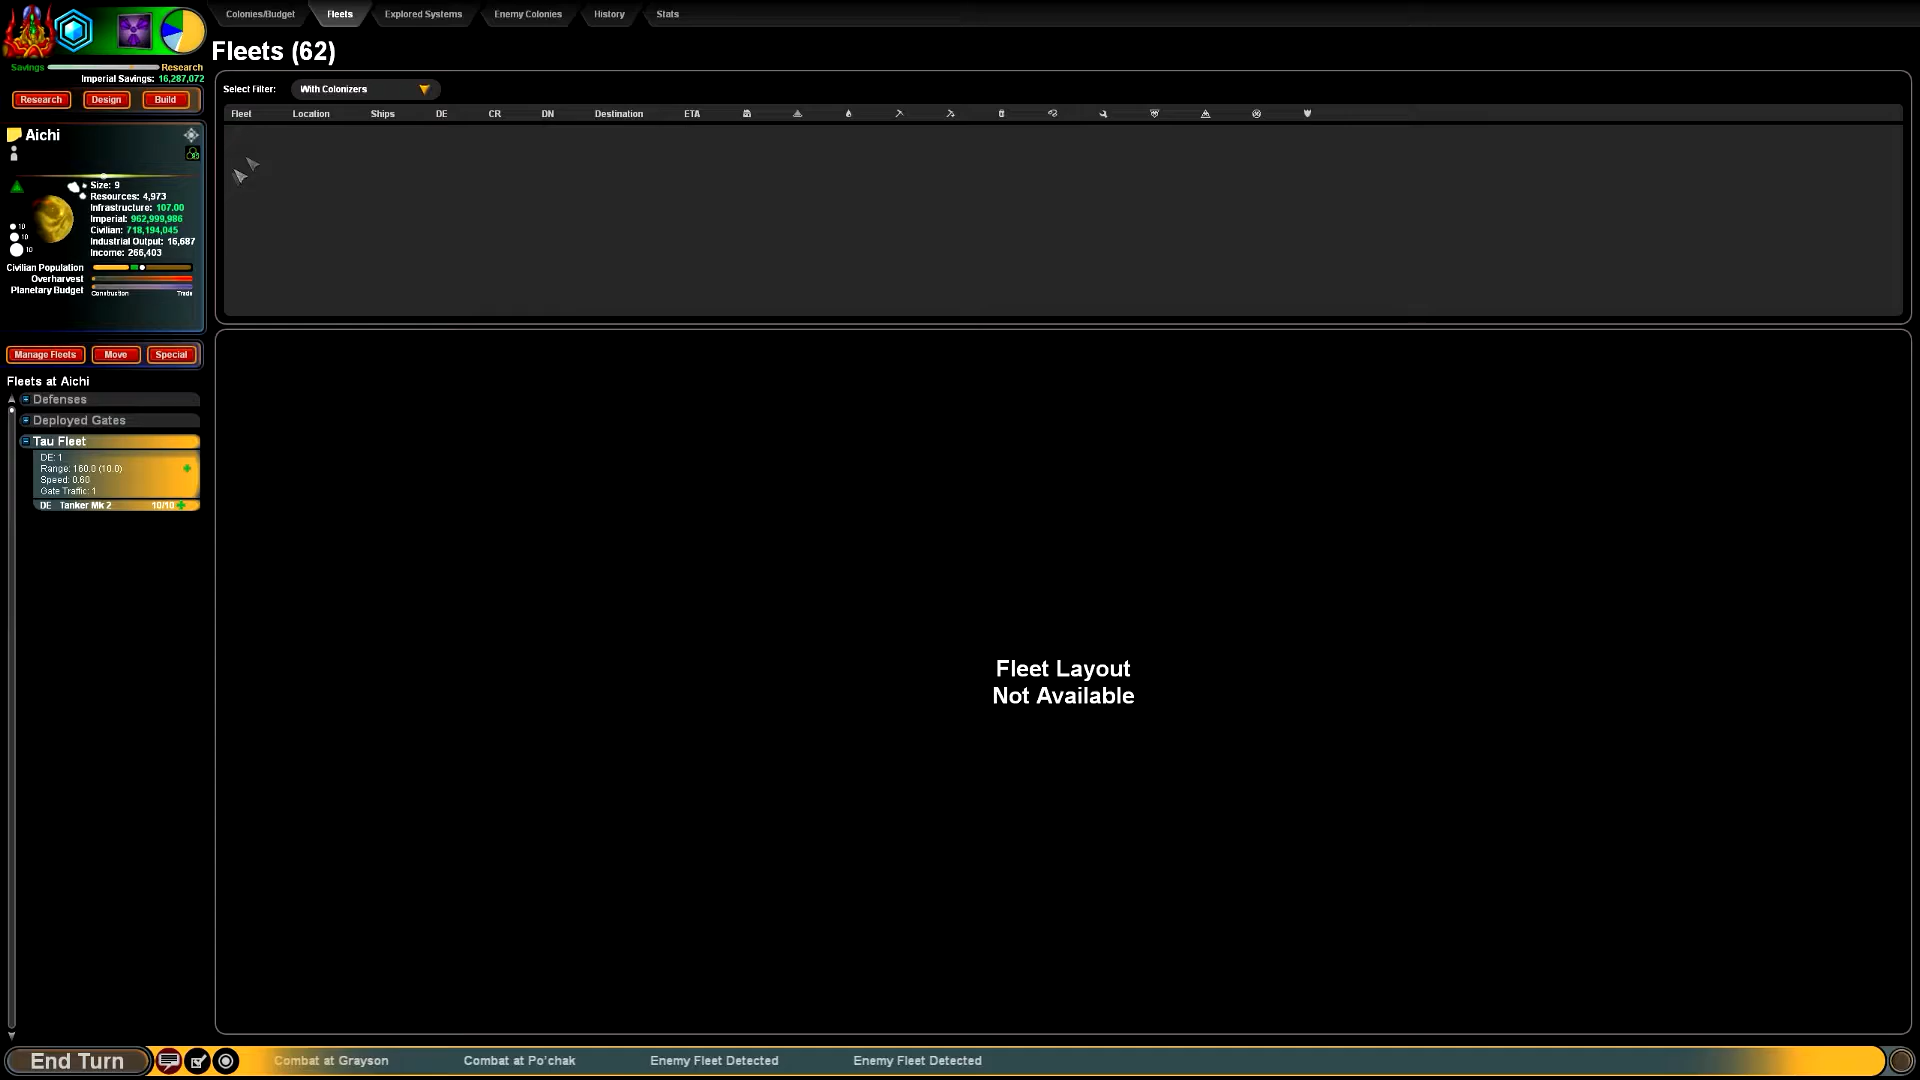 Colonies/Budget Fleets Explored Systems Enemy Colonies History Stats
Fleets (62)
Savings Research
Imperial Savings: 16,287,072
Research Design Build
Select Filter: With Colonizers
Fleet Location Ships DE CR DN Destination ETA
Aichi
Size: 9
Resources: 4,973
Infrastructure: 107.00
Imperial: 962,999,986
Civilian: 718,194,045
Industrial Output: 16,687
Income: 266,403
10
10
10
Civilian Population
Overharvest
Planetary Budget
Construction Trade
Manage Fleets Move Special
Fleets at Aichi
Defenses
Deployed Gates
Tau Fleet
DE: 1
Range: 160.0 (10.0)
Speed: 0.60
Gate Traffic: 1
DE Tanker Mk 2 10/10
Fleet Layout
Not Available
End Turn
Combat at Grayson Combat at Po'chak Enemy Fleet Detected Enemy Fleet Detected